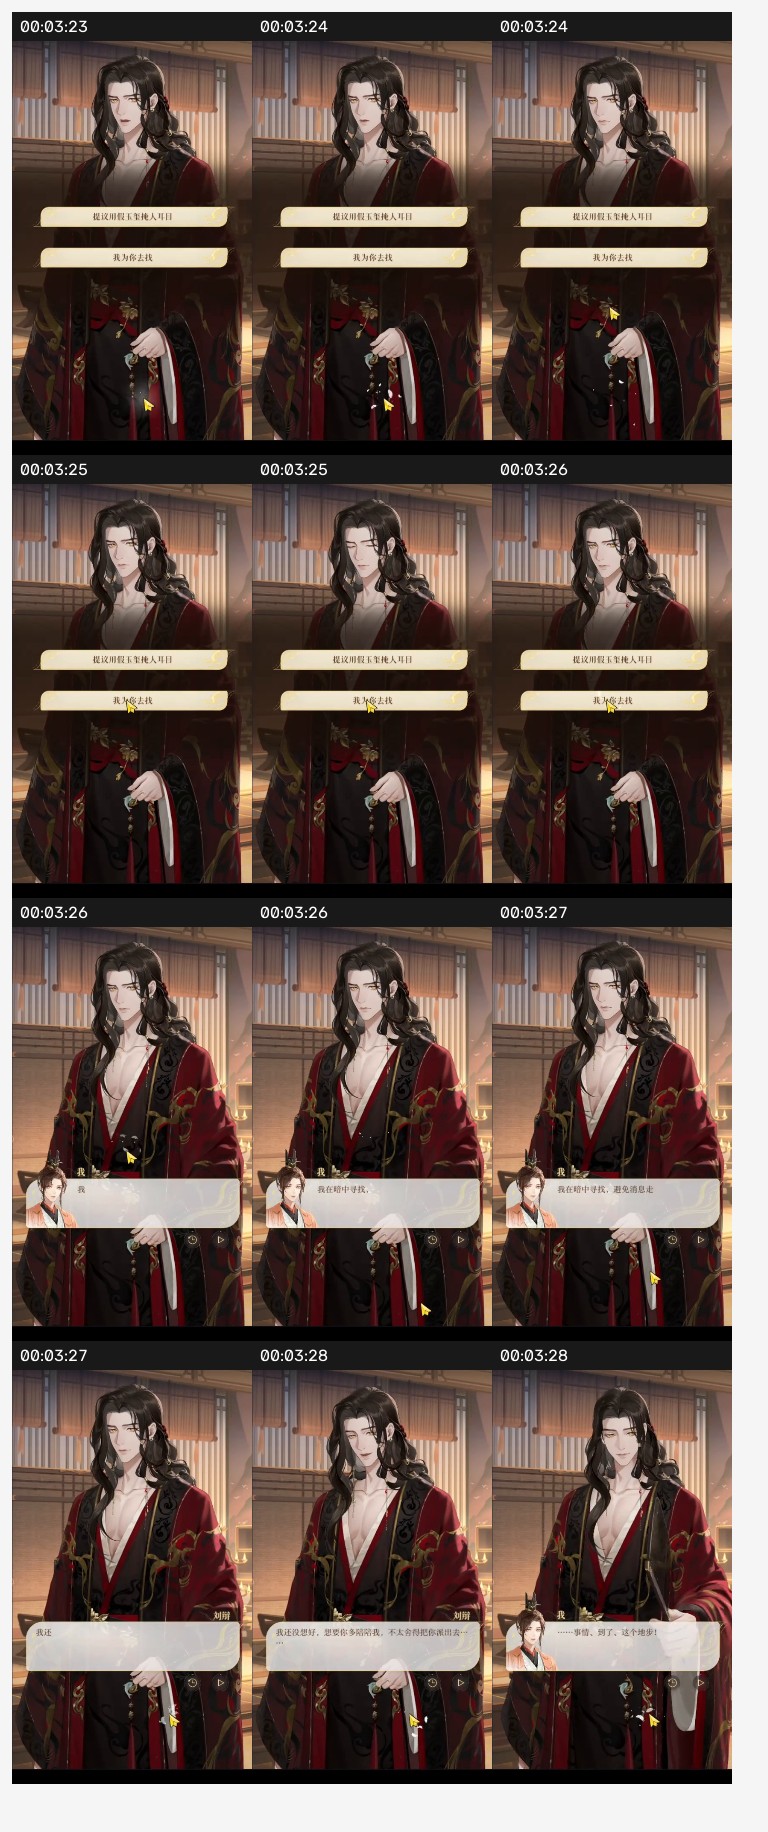 00:03:23
00:03:24
00:03:24
提议用假玉玺掩人耳目
提议用假玉玺掩人耳目
提议用假玉玺掩人耳目
我为你去找
我为你去找
我为你去找
00:03:25
00:03:25
00:03:26
提议用假玉玺掩人耳目
提议用假玉玺掩人耳目
提议用假玉玺掩人耳目
我为你去找
我为你去找
我为你去找
00:03:26
00:03:26
00:03:27
我
我
我
我
我在暗中寻找，
我在暗中寻找，避免消息走
00:03:27
00:03:28
00:03:28
刘辩
刘辩
我
我还
我还没想好，想要你多陪陪我，不太舍得把你派出去…
…
……事情、到了、这个地步！